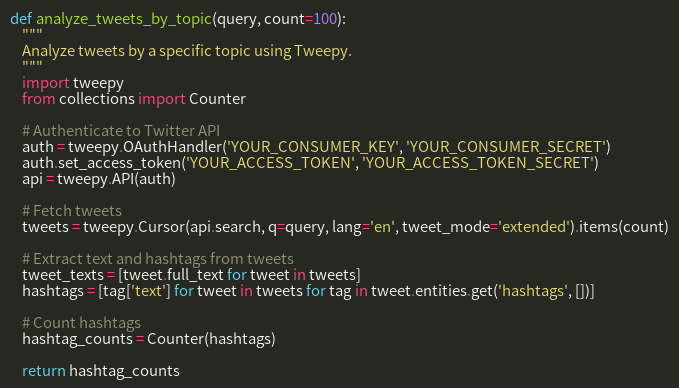 def analyze_tweets_by_topic(query, count=100):
    """
    Analyze tweets by a specific topic using Tweepy.
    """
    import tweepy
    from collections import Counter

    # Authenticate to Twitter API
    auth = tweepy.OAuthHandler('YOUR_CONSUMER_KEY', 'YOUR_CONSUMER_SECRET')
    auth.set_access_token('YOUR_ACCESS_TOKEN', 'YOUR_ACCESS_TOKEN_SECRET')
    api = tweepy.API(auth)

    # Fetch tweets
    tweets = tweepy.Cursor(api.search, q=query, lang='en', tweet_mode='extended').items(count)

    # Extract text and hashtags from tweets
    tweet_texts = [tweet.full_text for tweet in tweets]
    hashtags = [tag['text'] for tweet in tweets for tag in tweet.entities.get('hashtags', [])]

    # Count hashtags
    hashtag_counts = Counter(hashtags)

    return hashtag_counts